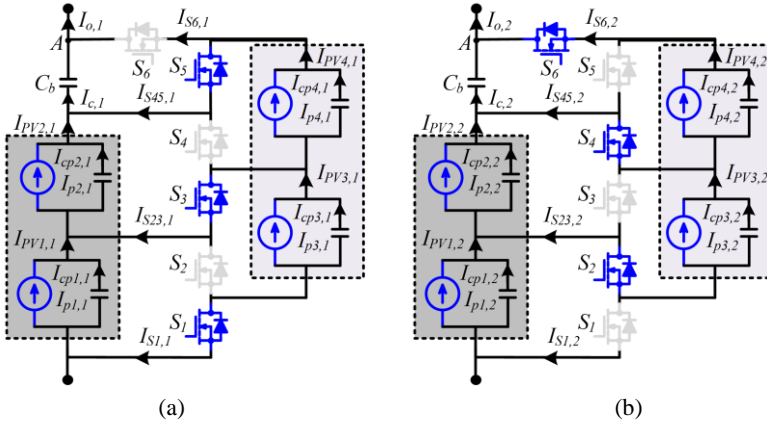 I_{o,1}
A
S_6
I_{S6,1}
S_5
I_{PV4,1}
C_b
I_{cp4,1}
I_{c,1}
I_{S45,1}
I_{p4,1}
I_{PV2,1}
S_4
I_{cp2,1}
I_{p2,1}
S_3
I_{PV3,1}
I_{S23,1}
I_{cp3,1}
I_{PV1,1}
I_{p3,1}
S_2
I_{cp1,1}
I_{p1,1}
S_1
I_{S1,1}
(a)
I_{o,2}
A
S_6
I_{S6,2}
S_5
I_{PV4,2}
C_b
I_{cp4,2}
I_{c,2}
I_{S45,2}
I_{p4,2}
I_{PV2,2}
S_4
I_{cp2,2}
I_{p2,2}
S_3
I_{PV3,2}
I_{S23,2}
I_{cp3,2}
I_{PV1,2}
I_{p3,2}
S_2
I_{cp1,2}
I_{p1,2}
S_1
I_{S1,2}
(b)